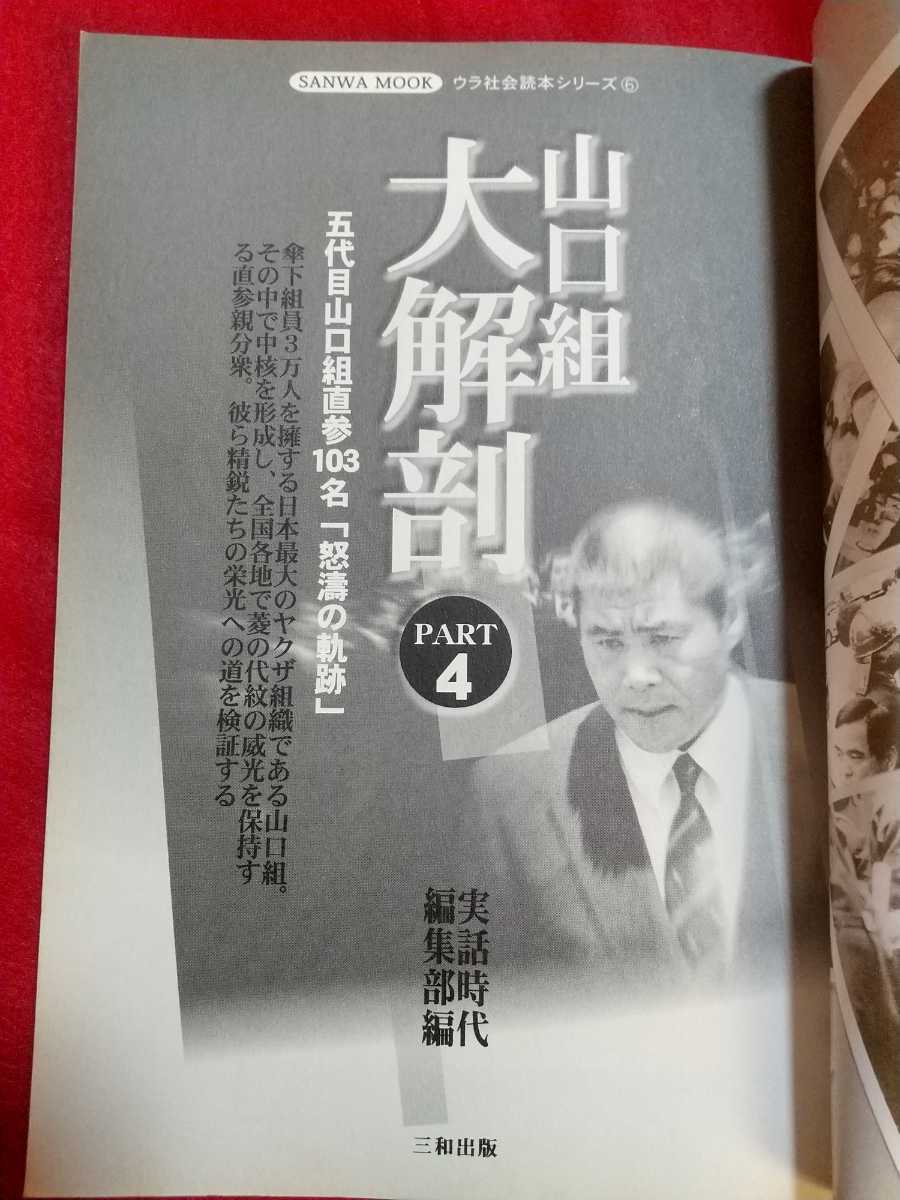 SANWA MOOK ウラ社会読本シリーズ⑥
山口組
大解剖
PART
4
五代目山口組直参103名「怒濤の軌跡」
傘下組員3万人を擁する日本最大のヤクザ組織である山口組。
その中で中核を形成し、全国各地で菱の代紋の威光を保持す
る直参親分衆。彼ら精鋭たちの栄光への道を検証する
実話時代
編集部編
三和出版